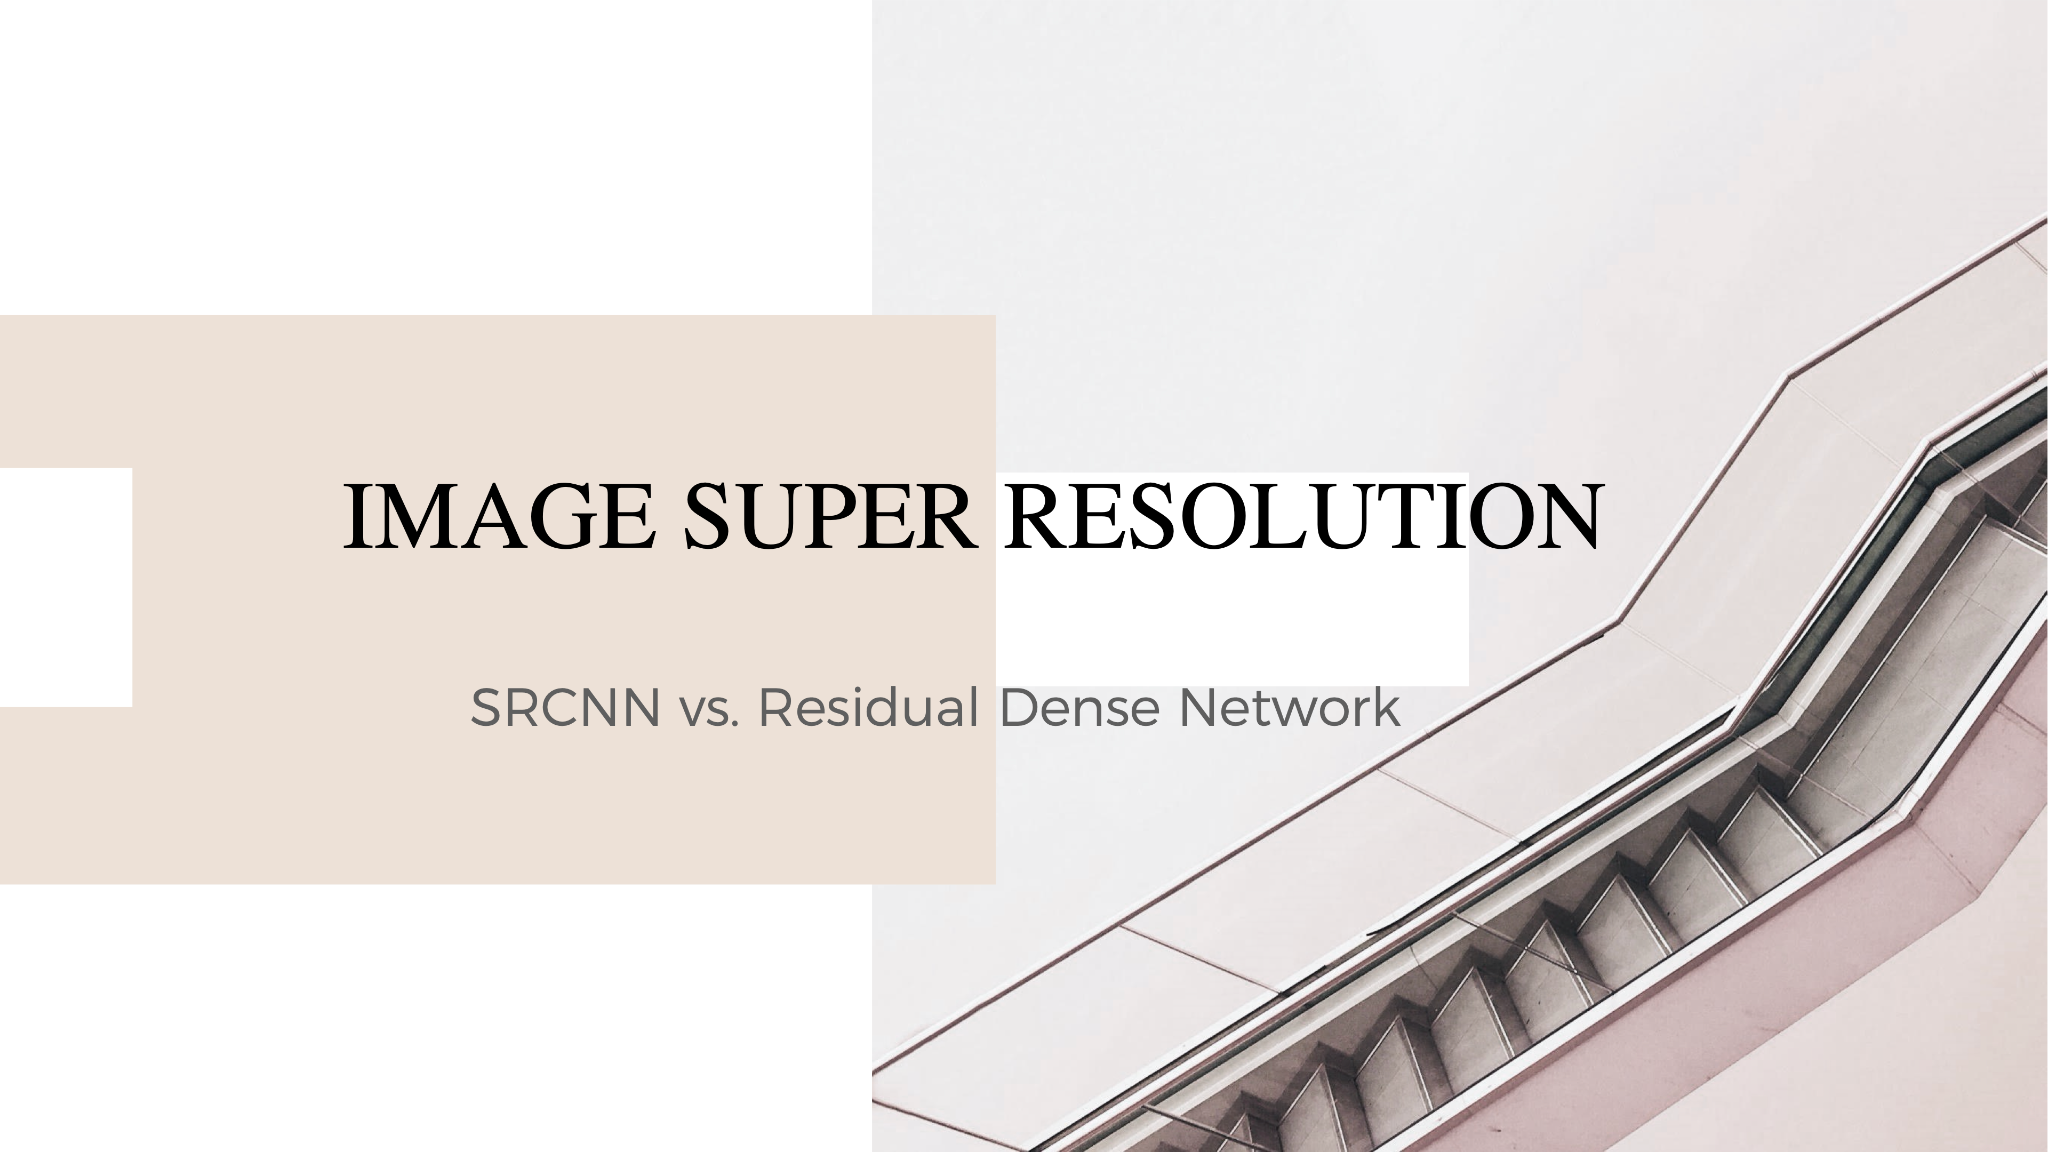 IMAGE SUPER RESOLUTION
SRCNN vs. Residual Dense Network